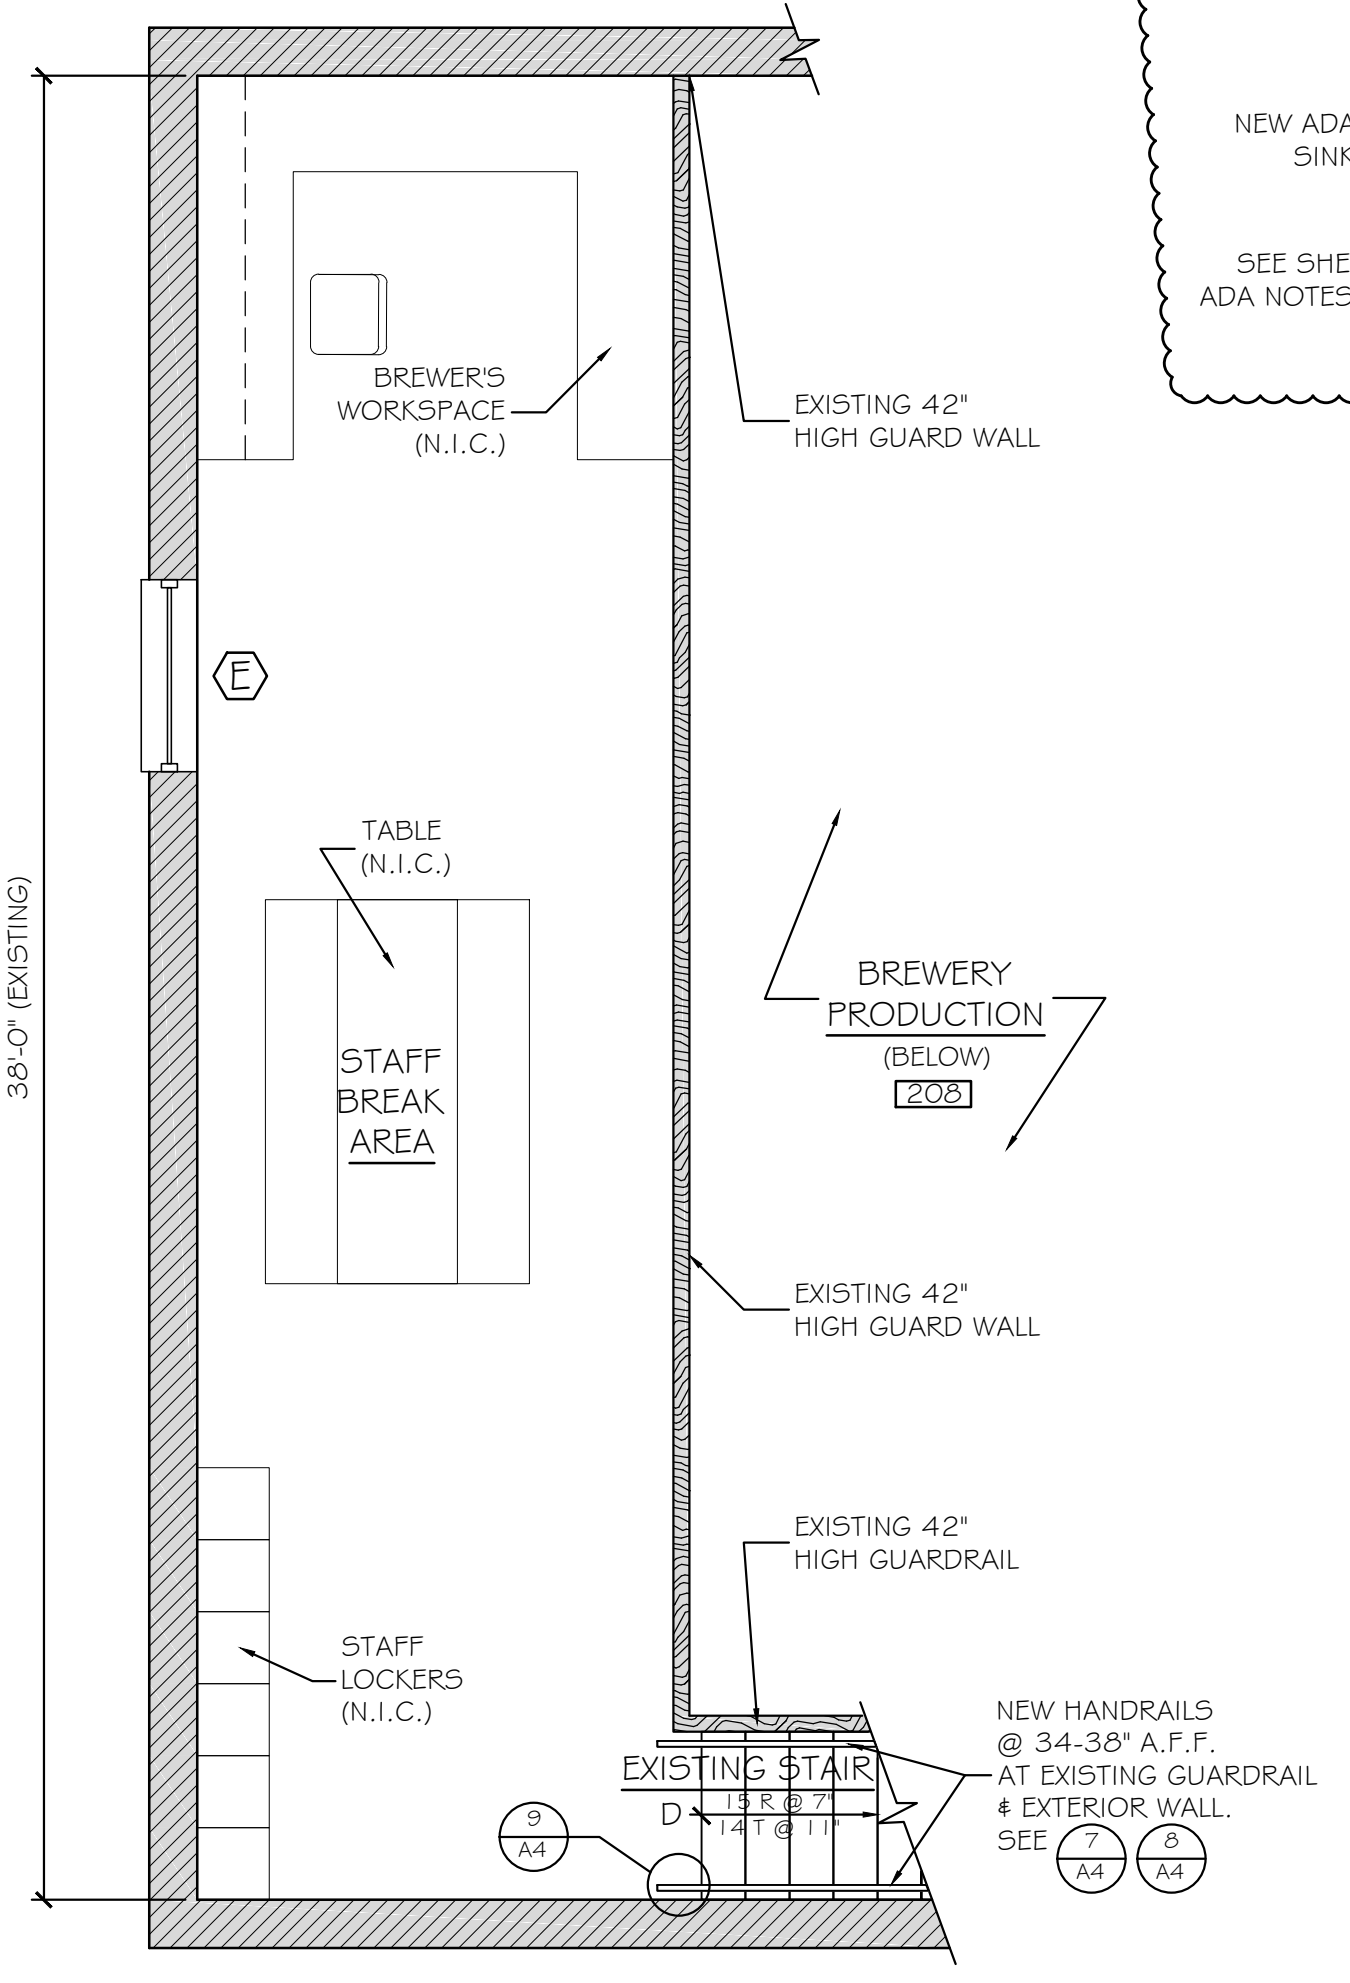 NEW ADA
SINK
SEE SHE
ADA NOTES
BREWER'S
WORKSPACE
(N.I.C.)
EXISTING 42"
HIGH GUARD WALL
E
TABLE
(N.I.C.)
38'-0" (EXISTING)
STAFF
BREAK
AREA
BREWERY
PRODUCTION
(BELOW)
208
EXISTING 42"
HIGH GUARD WALL
EXISTING 42"
HIGH GUARDRAIL
STAFF
LOCKERS
(N.I.C.)
EXISTING STAIR
D
15 R @ 7"
14 T @ 11"
9
A4
NEW HANDRAILS
@ 34-38" A.F.F.
AT EXISTING GUARDRAIL
& EXTERIOR WALL.
SEE
7
A4
8
A4